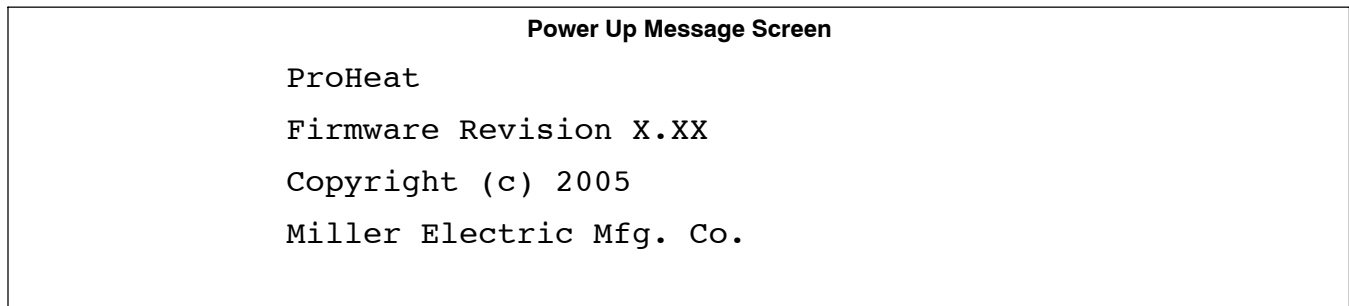 Power Up Message Screen
ProHeat
Firmware Revision X.XX
Copyright (c) 2005
Miller Electric Mfg. Co.